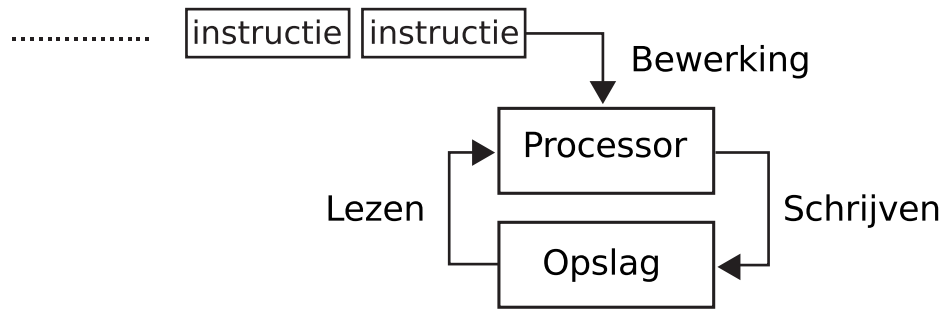 instructie instructie
Bewerking
Processor
Lezen
Schrijven
Opslag